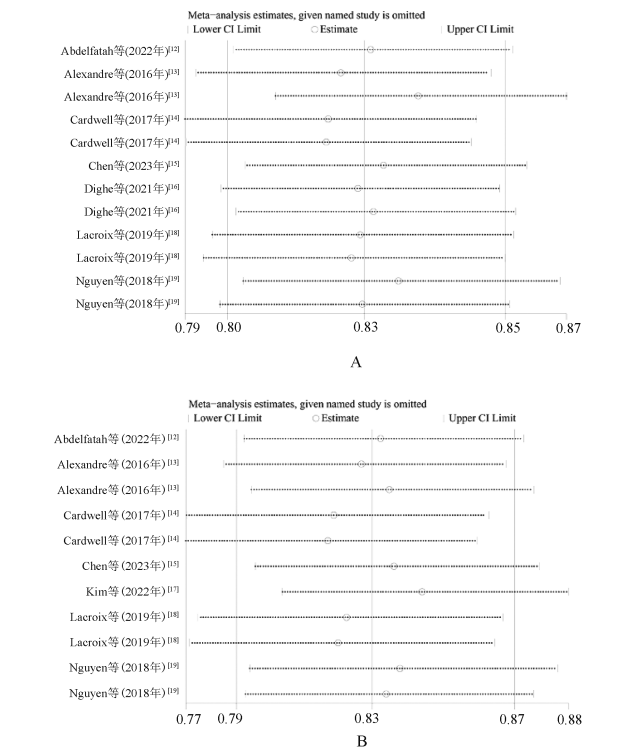 Meta-analysis estimates, given named study is omitted
Lower CI Limit Estimate Upper CI Limit
Abdelfatah等(2022年)[12]
Alexandre等(2016年)[13]
Alexandre等(2016年)[13]
Cardwell等(2017年)[14]
Cardwell等(2017年)[14]
Chen等(2023年)[15]
Dighe等(2021年)[16]
Dighe等(2021年)[16]
Lacroix等(2019年)[18]
Lacroix等(2019年)[18]
Nguyen等(2018年)[19]
Nguyen等(2018年)[19]
0.79 0.80 0.83 0.85 0.87
A
Meta-analysis estimates, given named study is omitted
Lower CI Limit Estimate Upper CI Limit
Abdelfatah等(2022年)[12]
Alexandre等(2016年)[13]
Alexandre等(2016年)[13]
Cardwell等(2017年)[14]
Cardwell等(2017年)[14]
Chen等(2023年)[15]
Kim等(2022年)[17]
Lacroix等(2019年)[18]
Lacroix等(2019年)[18]
Nguyen等(2018年)[19]
Nguyen等(2018年)[19]
0.77 0.79 0.83 0.87 0.88
B